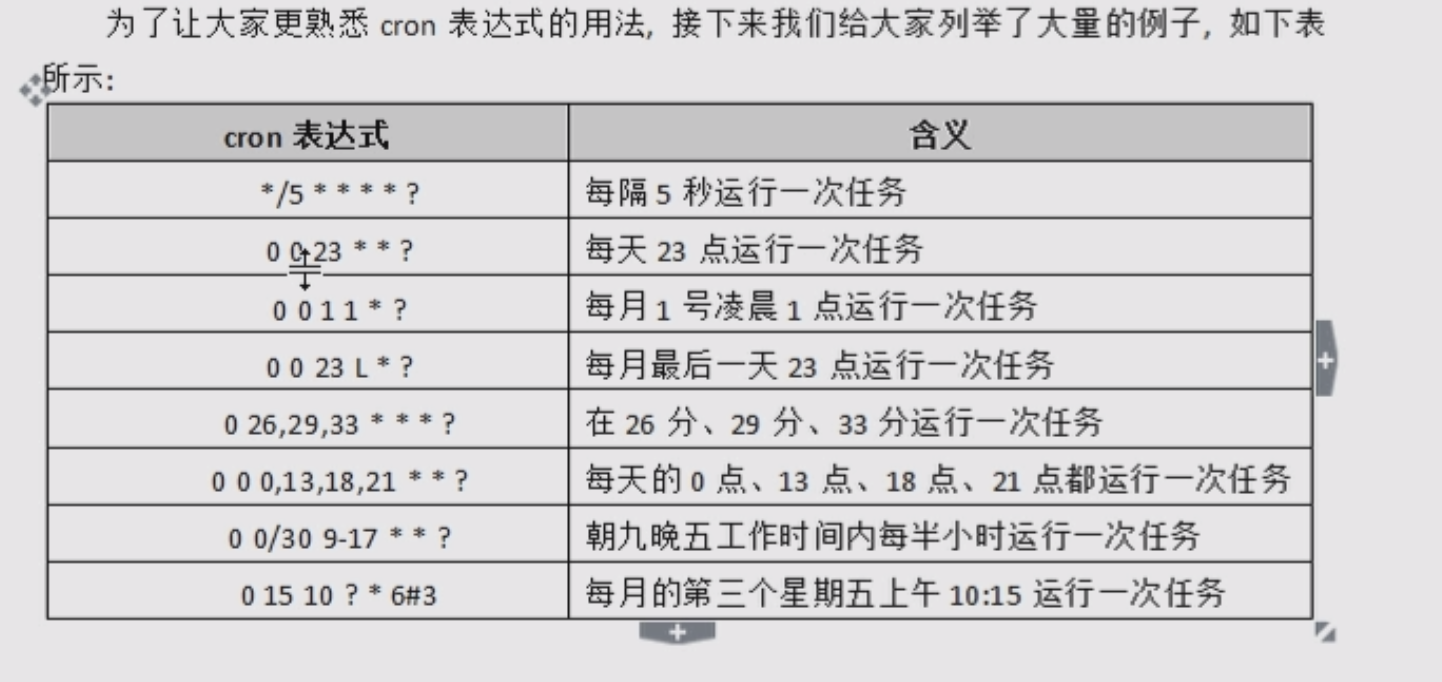 为了让大家更熟悉 cron 表达式的用法, 接下来我们给大家列举了大量的例子, 如下表
所示:
cron 表达式 含义
*/5 * * * * ? 每隔 5 秒运行一次任务
0 0 23 * * ? 每天 23 点运行一次任务
0 0 1 1 * ? 每月 1 号凌晨 1 点运行一次任务
0 0 23 L * ? 每月最后一天 23 点运行一次任务
0 26,29,33 * * * ? 在 26 分、29 分、33 分运行一次任务
0 0 0,13,18,21 * * ? 每天的 0 点、13 点、18 点、21 点都运行一次任务
0 0/30 9-17 * * ? 朝九晚五工作时间内每半小时运行一次任务
0 15 10 ? * 6#3 每月的第三个星期五上午 10:15 运行一次任务